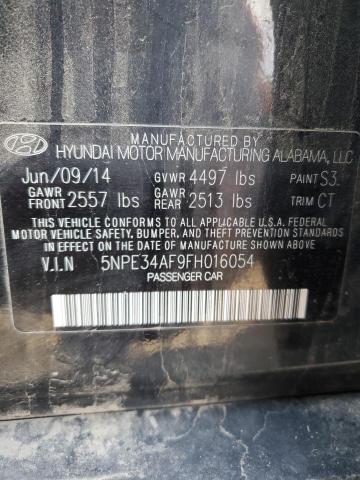 MANUFACTURED BY
HYUNDAI MOTOR MANUFACTURING ALABAMA, LLC
Jun/09/14 GVWR 4497 lbs PAINT S3
GAWR FRONT 2557 lbs GAWR REAR 2513 lbs TRIM CT
THIS VEHICLE CONFORMS TO ALL APPLICABLE U.S. FEDERAL
MOTOR VEHICLE SAFETY, BUMPER, AND THEFT PREVENTION
STANDARDS IN EFFECT ON THE DATE OF MANUFACTURE SHOWN ABOVE.
V.I.N 5NPE34AF9FH016054
PASSENGER CAR